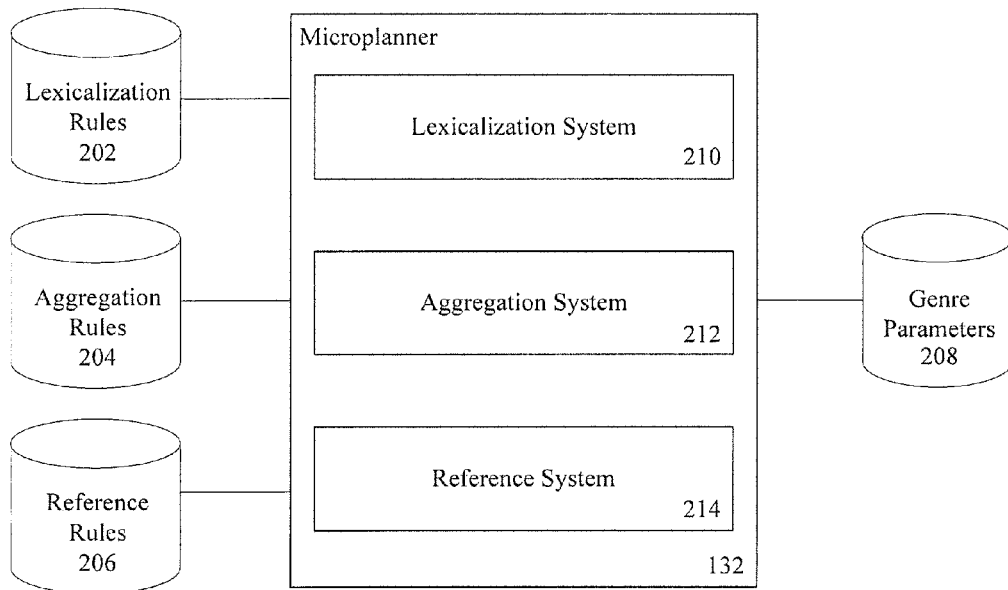 Microplanner
Lexicalization
Rules
202
Lexicalization System
210
Aggregation
Rules
204
Aggregation System
212
Genre
Parameters
208
Reference
Rules
206
Reference System
214
132